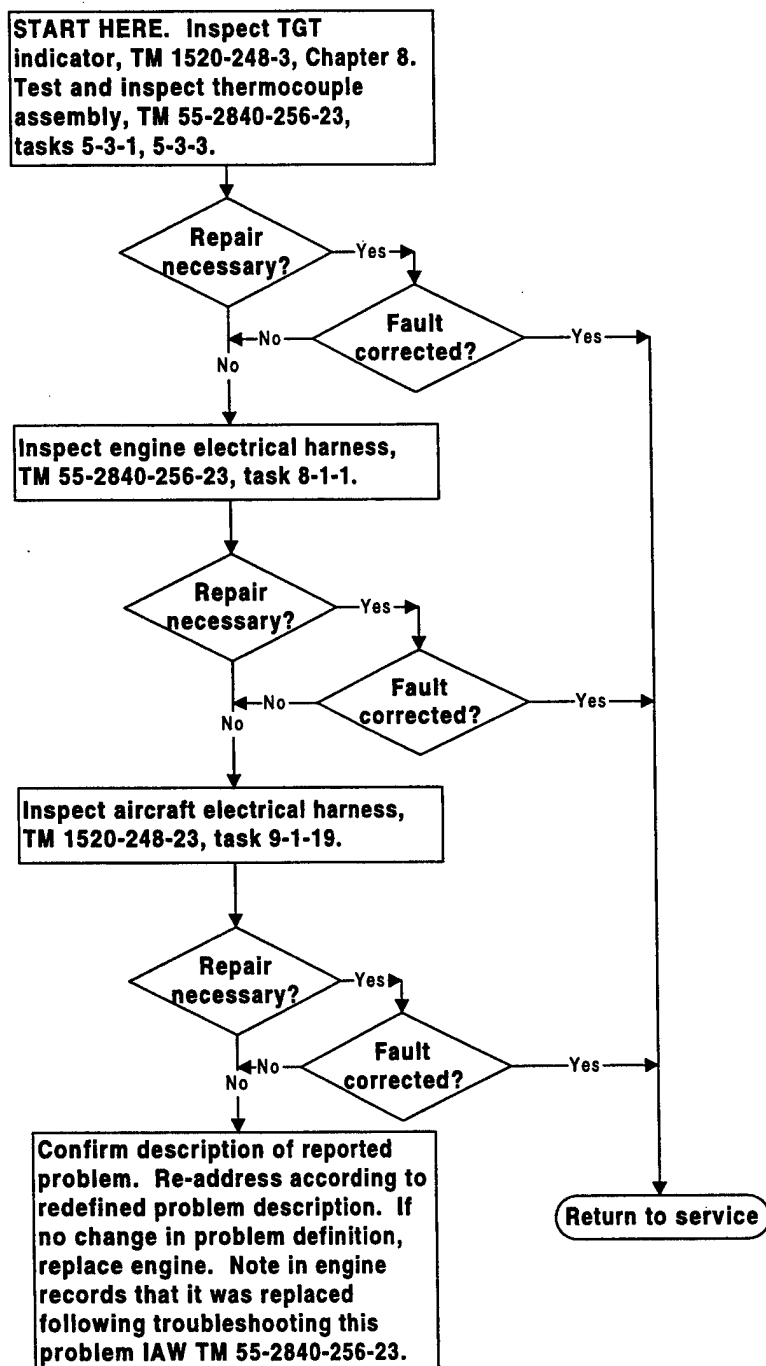 START HERE. Inspect TGT
indicator, TM 1520-248-3, Chapter 8.
Test and inspect thermocouple
assembly, TM 55-2840-256-23,
tasks 5-3-1, 5-3-3.
Repair
necessary?
Yes
Fault
corrected?
No
Yes
No
Inspect engine electrical harness,
TM 55-2840-256-23, task 8-1-1.
Repair
necessary?
Yes
Fault
corrected?
No
Yes
No
Inspect aircraft electrical harness,
TM 1520-248-23, task 9-1-19.
Repair
necessary?
Yes
Fault
corrected?
No
Yes
No
Confirm description of reported
problem. Re-address according to
redefined problem description. If
no change in problem definition,
replace engine. Note in engine
records that it was replaced
following troubleshooting this
problem IAW TM 55-2840-256-23.
Return to service